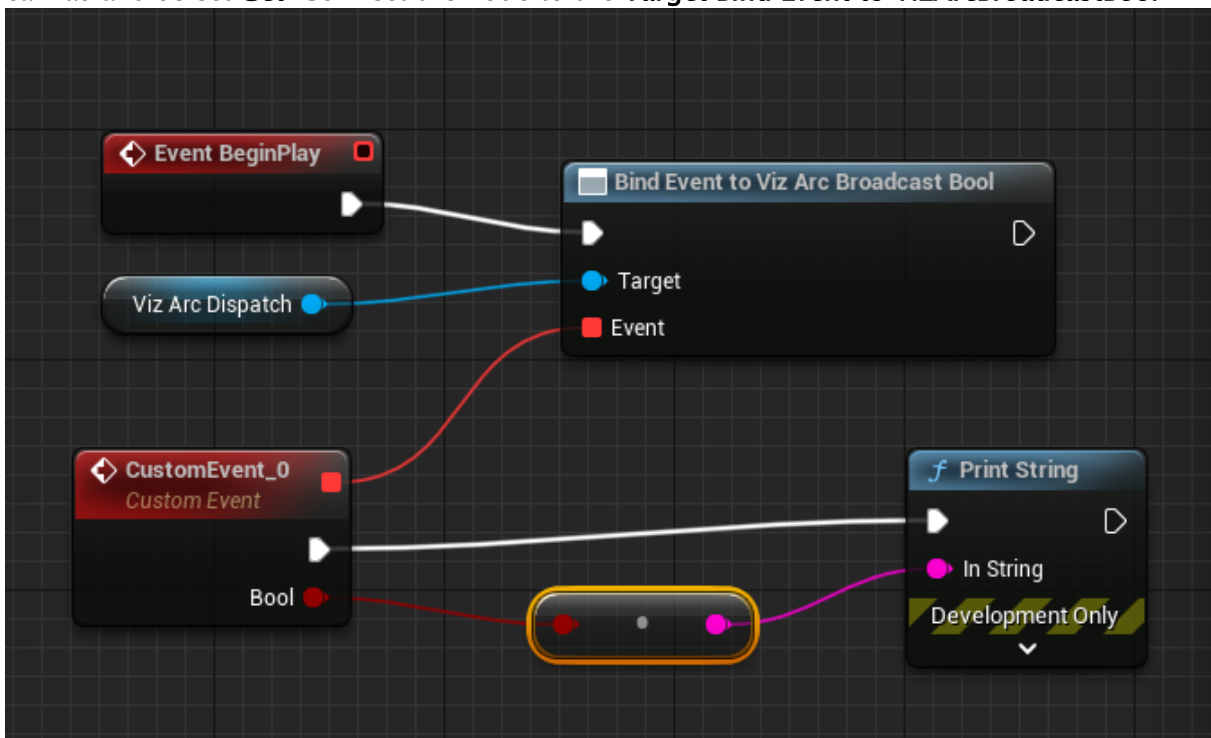 Event BeginPlay
Bind Event to Viz Arc Broadcast Bool
Target
Viz Arc Dispatch
Event
CustomEvent_0
Custom Event
Print String
In String
Bool
Development Only